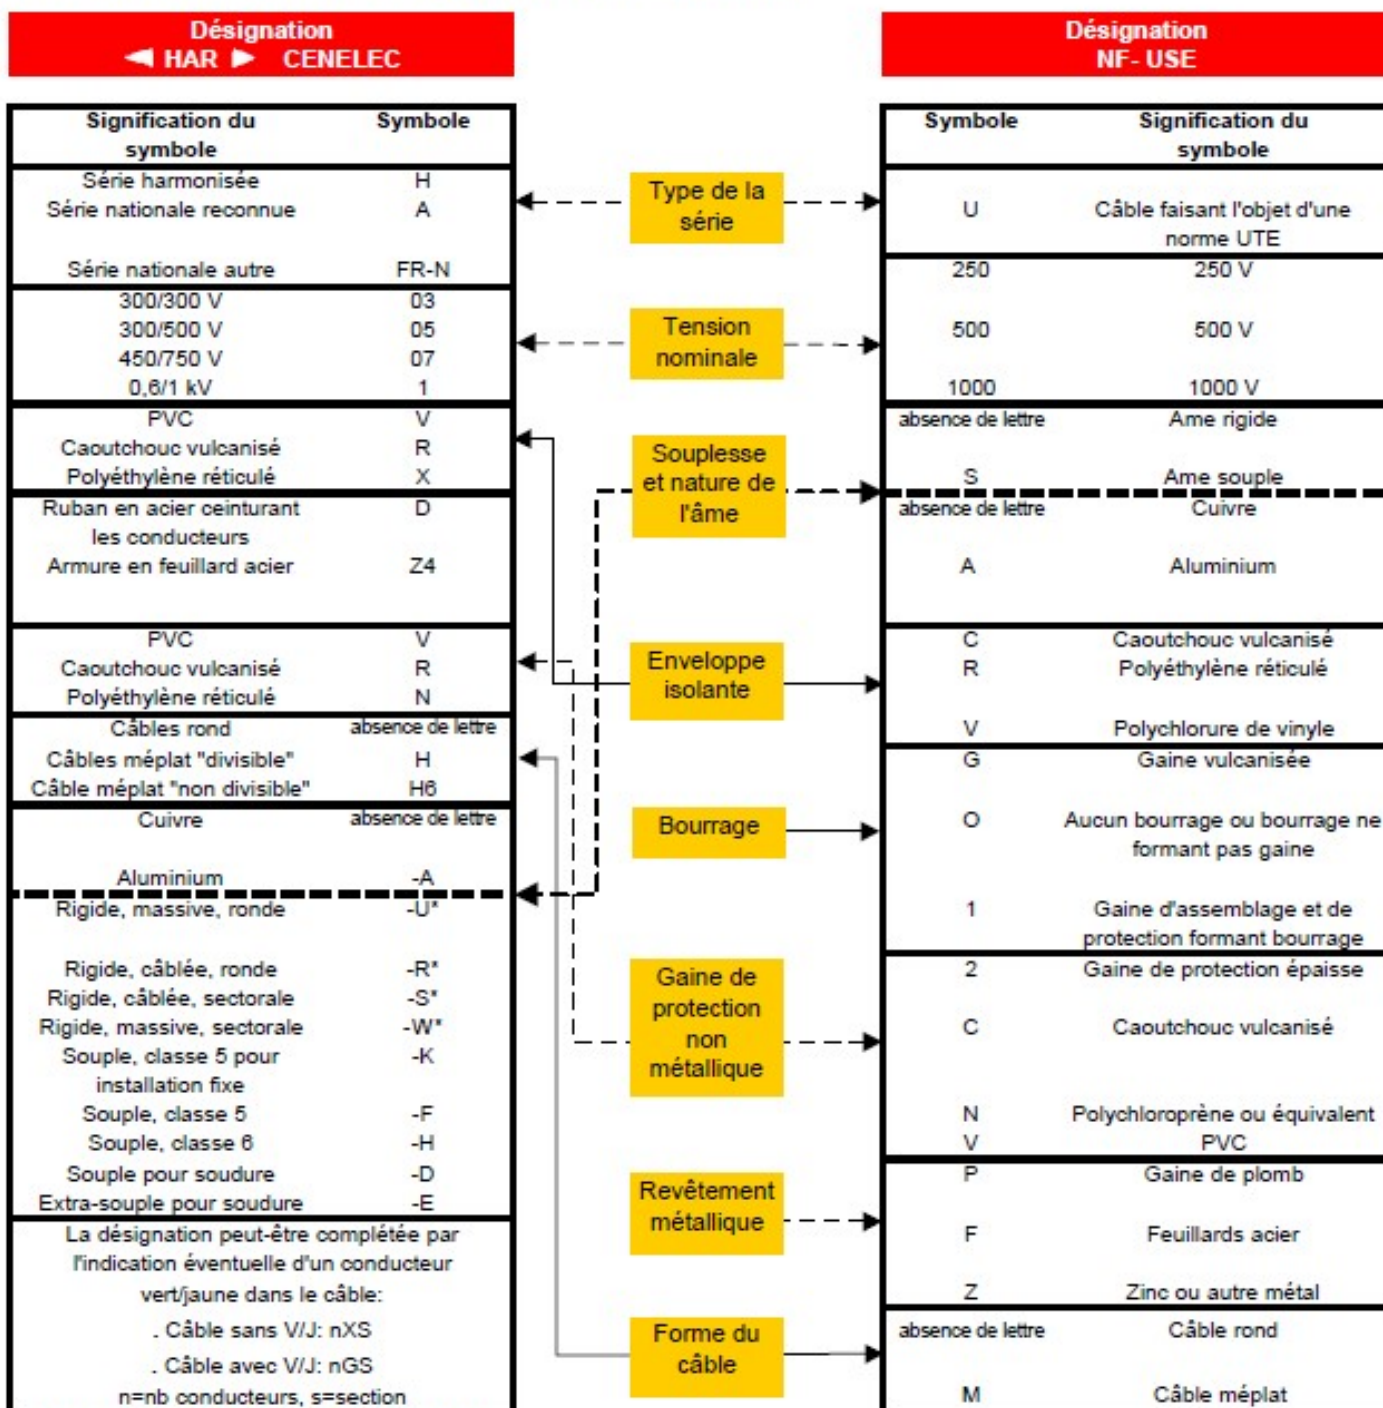 Désignation
HAR CENELEC
Signification du symbole Symbole
Série harmonisée H
Série nationale reconnue A
Série nationale autre FR-N
300/300 V 03
300/500 V 05
450/750 V 07
0,6/1 kV 1
PVC V
Caoutchouc vulcanisé R
Polyéthylène réticulé X
Ruban en acier ceinturant D
les conducteurs
Armure en feuillard acier Z4
PVC V
Caoutchouc vulcanisé R
Polyéthylène réticulé N
Câbles rond absence de lettre
Câbles méplat "divisible" H
Câble méplat "non divisible" H6
Cuivre absence de lettre
Aluminium -A
Rigide, massive, ronde -U*
Rigide, câblée, ronde -R*
Rigide, câblée, sectorale -S*
Rigide, massive, sectorale -W*
Souple, classe 5 pour -K
installation fixe
Souple, classe 5 -F
Souple, classe 6 -H
Souple pour soudure -D
Extra-souple pour soudure -E
La désignation peut-être complétée par
l'indication éventuelle d'un conducteur
vert/jaune dans le câble:
. Câble sans V/J: nXS
. Câble avec V/J: nGS
n=nb conducteurs, s=section
Type de la
série
Tension
nominale
Souplesse
et nature de
l'âme
Enveloppe
isolante
Bourrage
Gaine de
protection
non
métallique
Revêtement
métallique
Forme du
câble
Désignation
NF- USE
Symbole Signification du
symbole
U Câble faisant l'objet d'une
norme UTE
250 250 V
500 500 V
1000 1000 V
absence de lettre Ame rigide
S Ame souple
absence de lettre Cuivre
A Aluminium
C Caoutchouc vulcanisé
R Polyéthylène réticulé
V Polychlorure de vinyle
G Gaine vulcanisée
O Aucun bourrage ou bourrage ne
formant pas gaine
1 Gaine d'assemblage et de
protection formant bourrage
2 Gaine de protection épaisse
C Caoutchouc vulcanisé
N Polychloroprène ou équivalent
V PVC
P Gaine de plomb
F Feuillards acier
Z Zinc ou autre métal
absence de lettre Câble rond
M Câble méplat